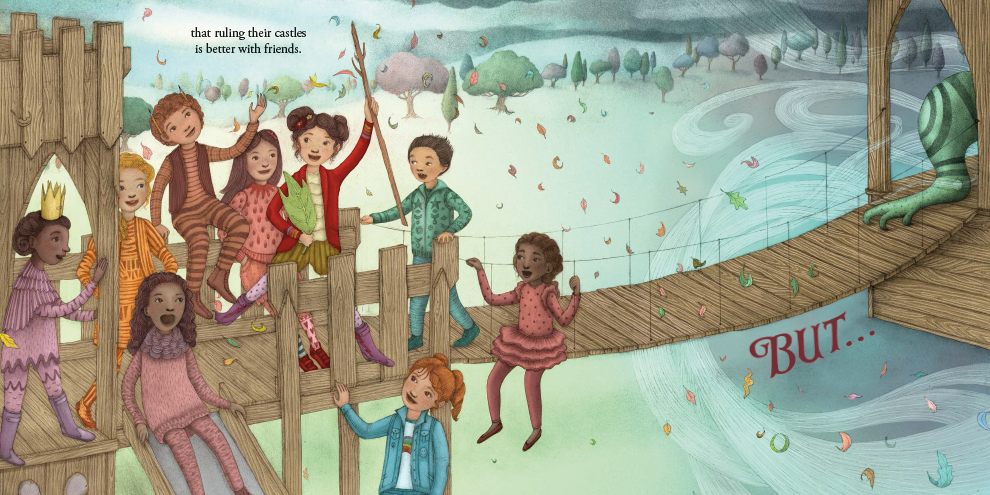 that ruling their castles
is better with friends.
BUT...